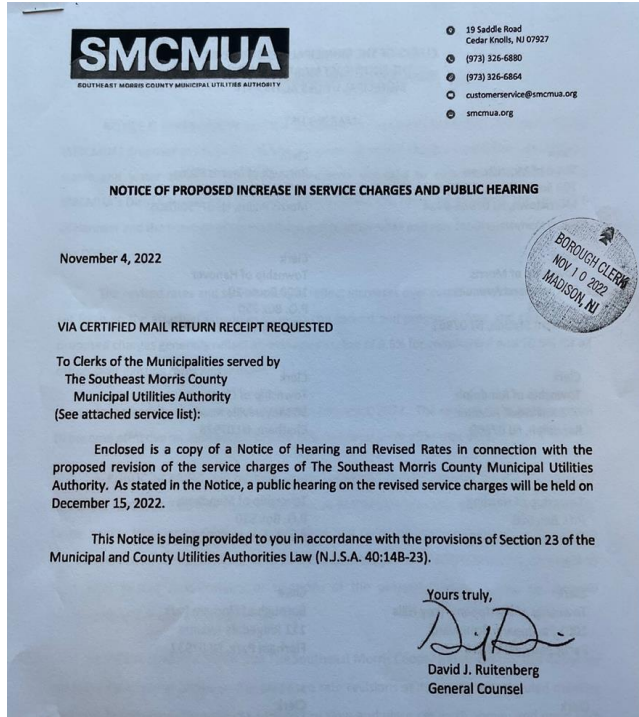 SMCMUA
SOUTHEAST MORRIS COUNTY MUNICIPAL UTILITIES AUTHORITY
19 Saddle Road
Cedar Knolls, NJ 07927
(973) 326-6880
(973) 326-6864
customerservice@smcmua.org
smcmua.org
NOTICE OF PROPOSED INCREASE IN SERVICE CHARGES AND PUBLIC HEARING
November 4, 2022
BOROUGH CLERK
NOV 10 2022
MADISON, NJ
VIA CERTIFIED MAIL RETURN RECEIPT REQUESTED
To Clerks of the Municipalities served by
The Southeast Morris County
Municipal Utilities Authority
(See attached service list):
Enclosed is a copy of a Notice of Hearing and Revised Rates in connection with the
proposed revision of the service charges of The Southeast Morris County Municipal Utilities
Authority. As stated in the Notice, a public hearing on the revised service charges will be held on
December 15, 2022.
This Notice is being provided to you in accordance with the provisions of Section 23 of the
Municipal and County Utilities Authorities Law (N.J.S.A. 40:14B-23).
Yours truly,
David J. Ruitenberg
General Counsel